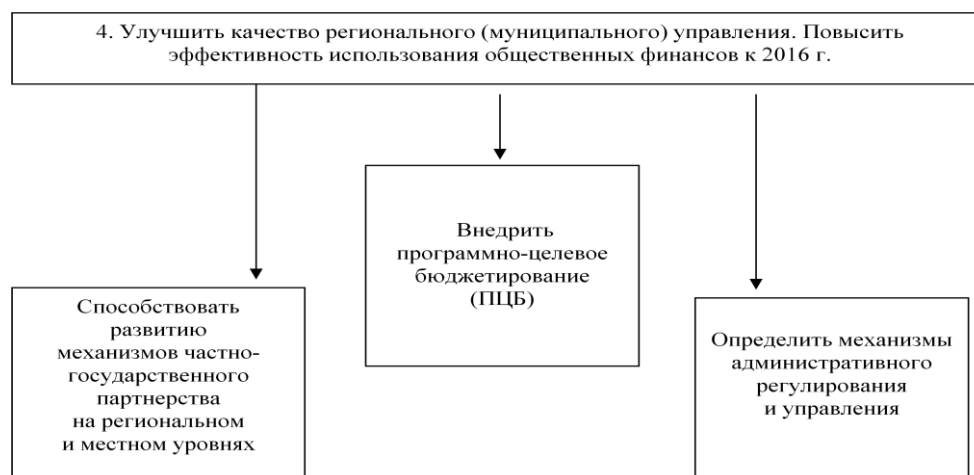 4. Улучшить качество регионального (муниципального) управления. Повысить
эффективность использования общественных финансов к 2016 г.
Способствовать
развитию
механизмов частно-
государственного
партнерства
на региональном
и местном уровнях
Внедрить
программно-целевое
бюджетирование
(ПЦБ)
Определить механизмы
административного
регулирования
и управления